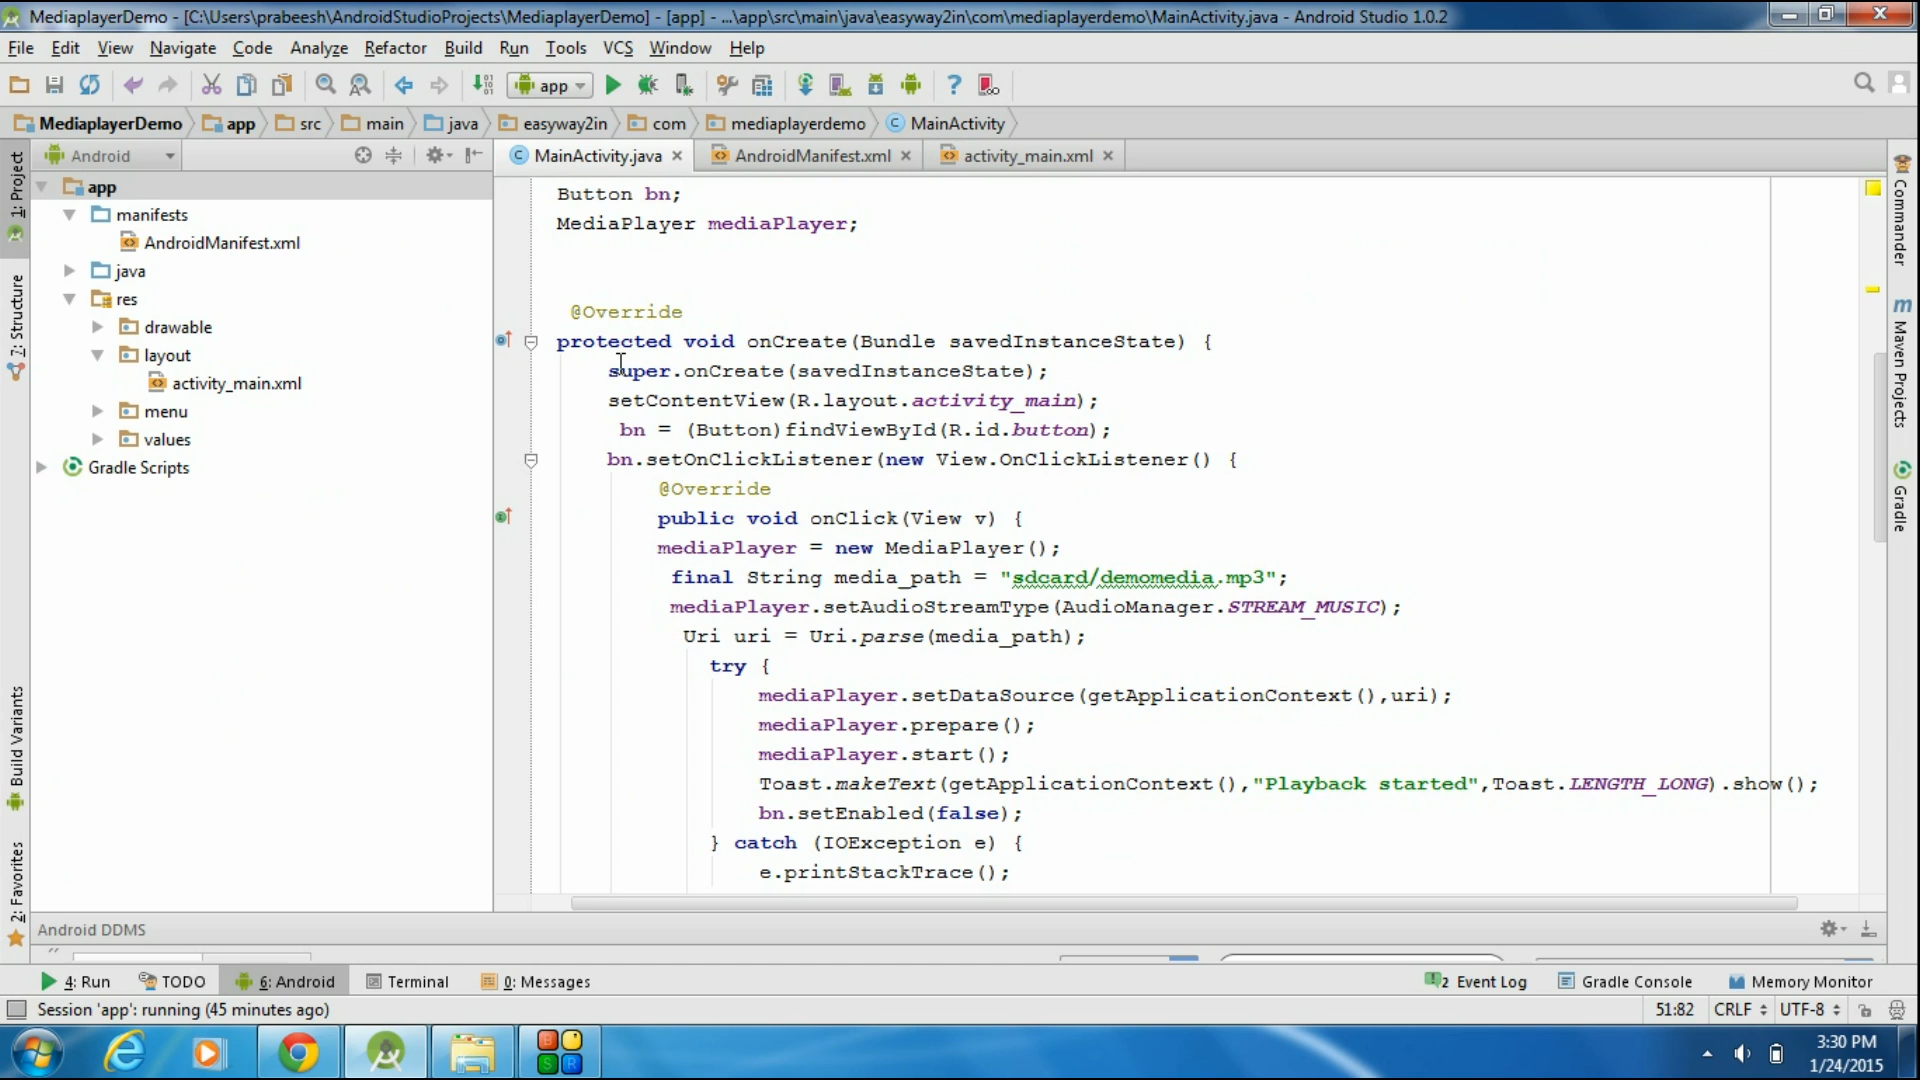 MediaplayerDemo - [C:\Users\prabeesh\AndroidStudioProjects\MediaplayerDemo] - [app] - ...\app\src\main\java\easyway2in\com\mediaplayerdemo\MainActivity.java - Android Studio 1.0.2
File Edit View Navigate Code Analyze Refactor Build Run Tools VCS Window Help
app
MediaplayerDemo app src main java easyway2in com mediaplayerdemo MainActivity
Android
MainActivity.java AndroidManifest.xml activity_main.xml
1: Project
7: Structure
Build Variants
2: Favorites
app
manifests
AndroidManifest.xml
java
res
drawable
layout
activity_main.xml
menu
values
Gradle Scripts
Button bn;
MediaPlayer mediaPlayer;
@Override
protected void onCreate(Bundle savedInstanceState) {
super.onCreate(savedInstanceState);
setContentView(R.layout.activity_main);
bn = (Button)findViewById(R.id.button);
bn.setOnClickListener(new View.OnClickListener() {
@Override
public void onClick(View v) {
mediaPlayer = new MediaPlayer();
final String media_path = "sdcard/demomedia.mp3";
mediaPlayer.setAudioStreamType(AudioManager.STREAM_MUSIC);
Uri uri = Uri.parse(media_path);
try {
mediaPlayer.setDataSource(getApplicationContext(),uri);
mediaPlayer.prepare();
mediaPlayer.start();
Toast.makeText(getApplicationContext(),"Playback started",Toast.LENGTH_LONG).show();
bn.setEnabled(false);
} catch (IOException e) {
e.printStackTrace();
Commander
Maven Projects
Gradle
Android DDMS
4: Run TODO 6: Android Terminal 0: Messages 2 Event Log Gradle Console Memory Monitor
Session 'app': running (45 minutes ago) 51:82 CRLF UTF-8
3:30 PM
1/24/2015